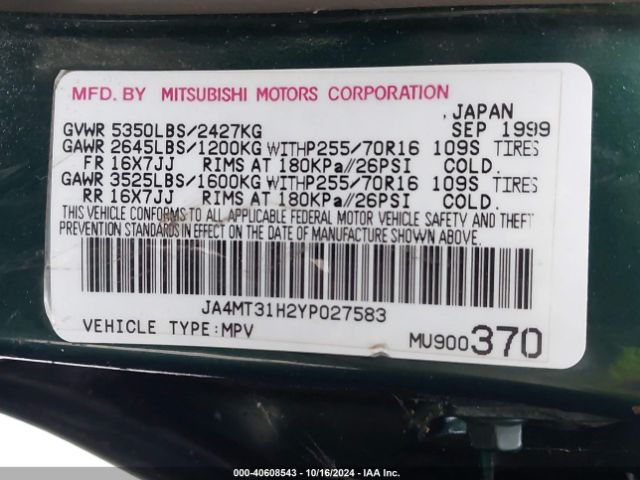 MFD. BY MITSUBISHI MOTORS CORPORATION
, JAPAN
GVWR 5350LBS/2427KG SEP 1999
GAWR 2645LBS/1200KG WITHP255/70R16 109S TIRES
FR 16X7JJ RIMS AT 180KPa//26PSI COLD.
GAWR 3525LBS/1600KG WITHP255/70R16 109S TIRES
RR 16X7JJ RIMS AT 180KPa//26PSI COLD.
THIS VEHICLE CONFORMS TO ALL APPLICABLE FEDERAL MOTOR VEHICLE SAFETY AND THEFT
PREVENTION STANDARDS IN EFFECT ON THE DATE OF MANUFACTURE SHOWN ABOVE.
JA4MT31H2YP027583
VEHICLE TYPE:MPV MU900370
000-40608543 - 10/16/2024 - IAA Inc.